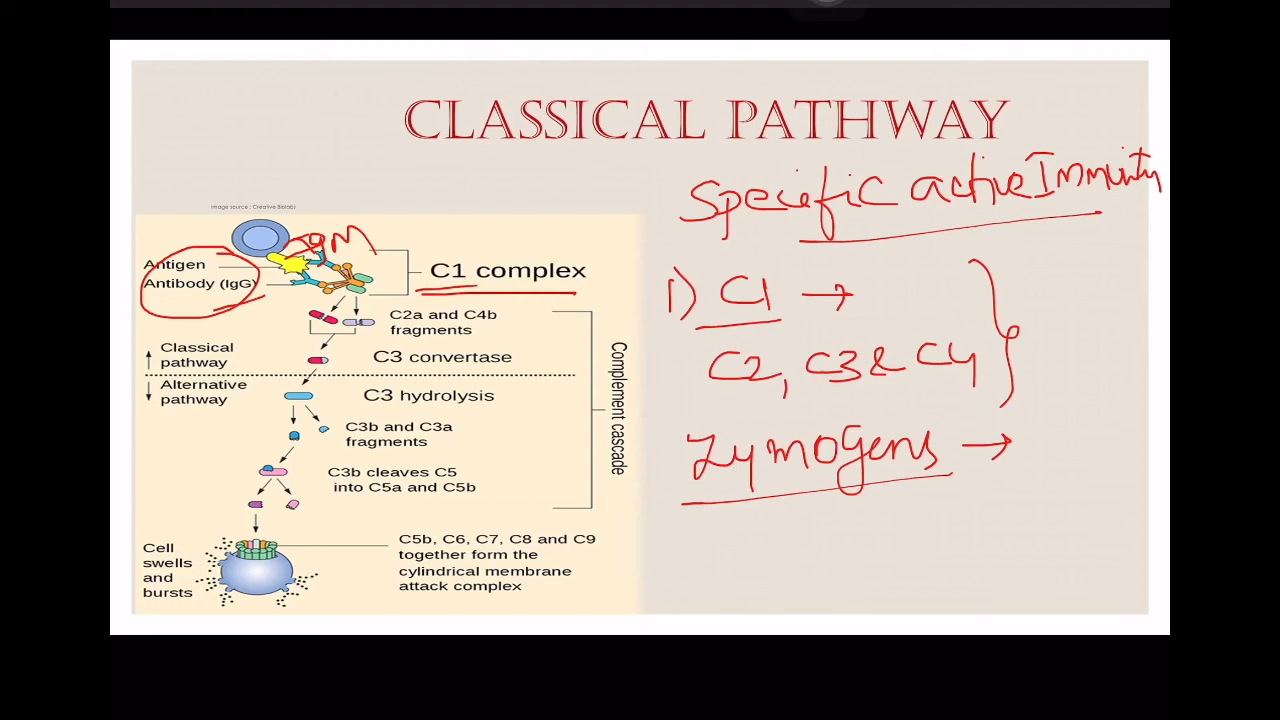 CLASSICAL PATHWAY
Specific active Immunity
Image source : Creative Biolabs
IgM
Antigen
Antibody (IgG)
C1 complex
1) C1 →
C2a and C4b
fragments
C2, C3 & C4
Classical
pathway
C3 convertase
Alternative
pathway
C3 hydrolysis
Complement cascade
C3b and C3a
fragments
Zymogens →
C3b cleaves C5
into C5a and C5b
Cell
swells
and
bursts
C5b, C6, C7, C8 and C9
together form the
cylindrical membrane
attack complex